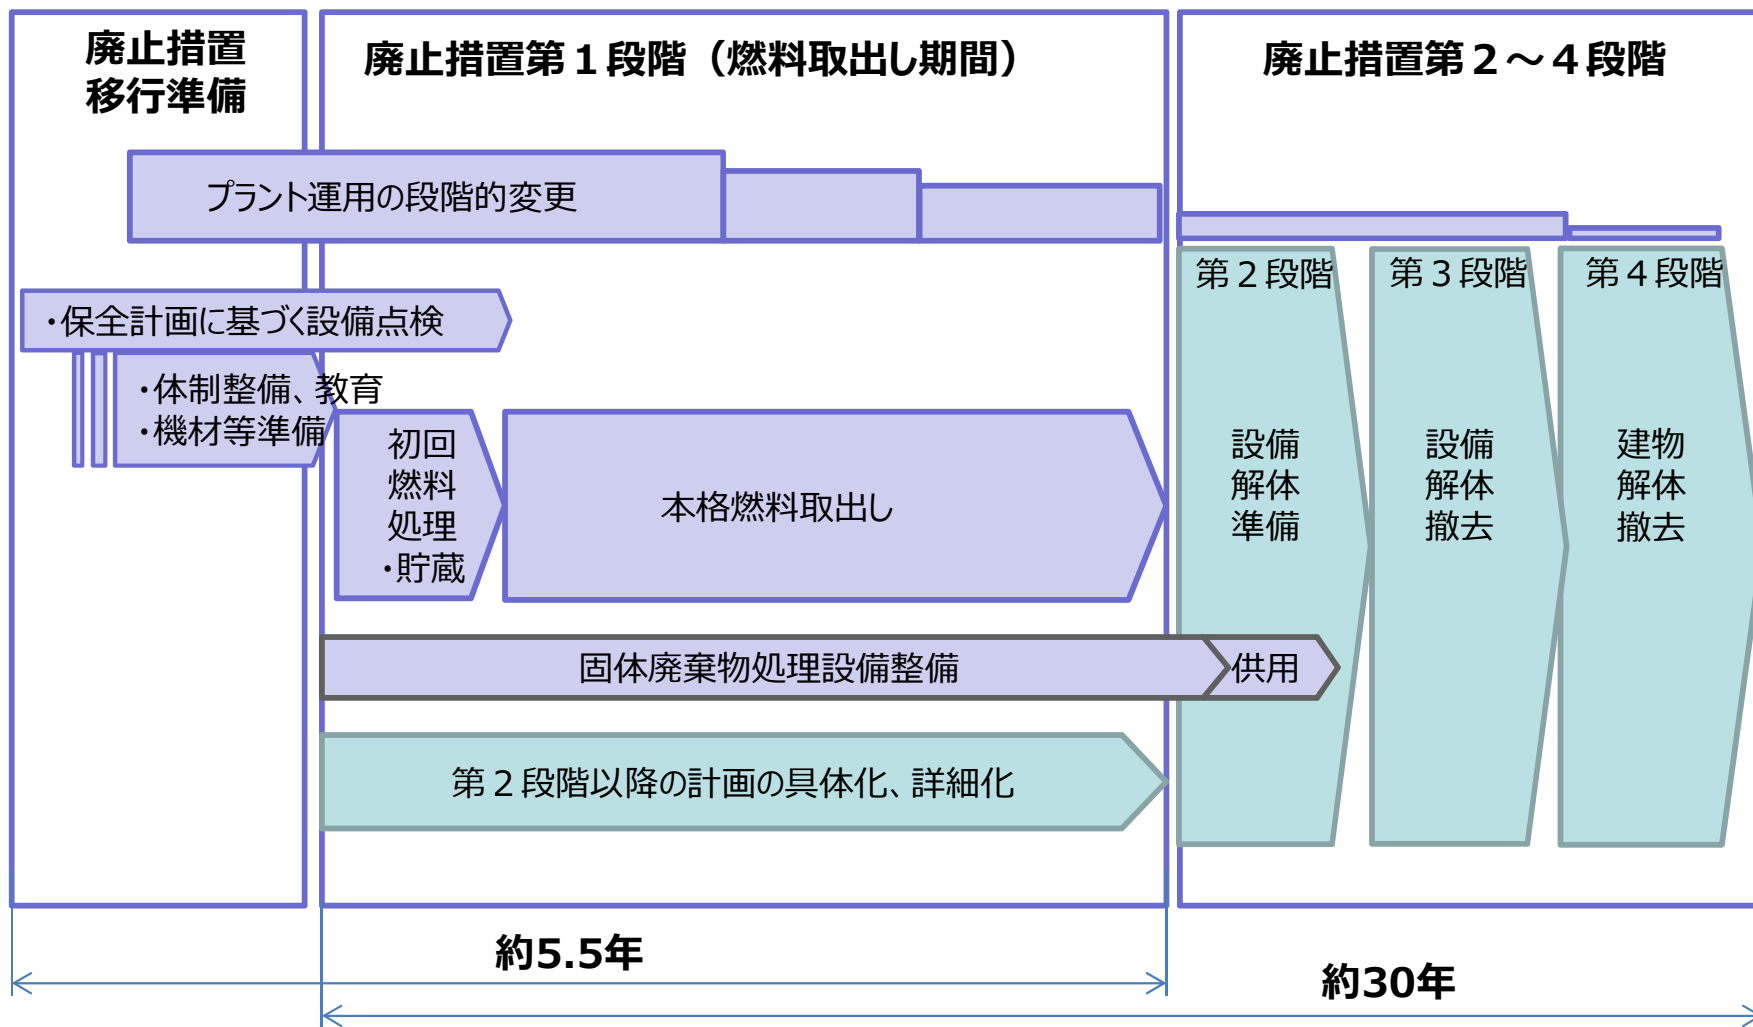 廃止措置
移行準備
廃止措置第１段階（燃料取出し期間）
廃止措置第２～４段階
プラント運用の段階的変更
・保全計画に基づく設備点検
・体制整備、教育
・機材等準備
初回
燃料
処理
・貯蔵
本格燃料取出し
第２段階
設備
解体
準備
第３段階
設備
解体
撤去
第４段階
建物
解体
撤去
固体廃棄物処理設備整備
供用
第２段階以降の計画の具体化、詳細化
約5.5年
約30年